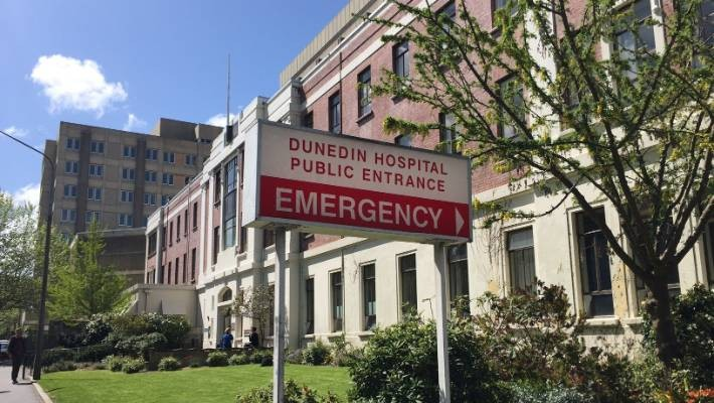 DUNEDIN HOSPITAL
PUBLIC ENTRANCE
EMERGENCY